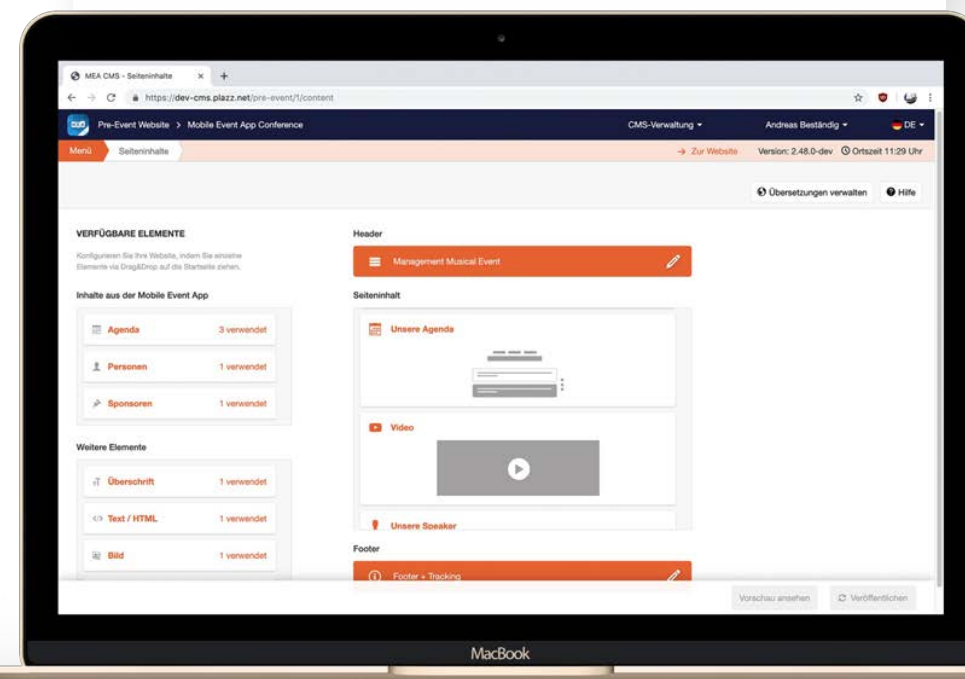 MEA CMS - Seiteninhalte
https://dev-cms.plazz.net/pre-event/1/content
Pre-Event Website > Mobile Event App Conference
CMS-Verwaltung
Andreas Beständig
DE
Menü
Seiteninhalte
→ Zur Website
Version: 2.48.0-dev
Ortszeit 11:29 Uhr
Übersetzungen verwalten
Hilfe
VERFÜGBARE ELEMENTE
Konfigurieren Sie Ihre Website, indem Sie einzelne
Elemente via Drag&Drop auf die Startseite ziehen.
Inhalte aus der Mobile Event App
Agenda 3 verwendet
Personen 1 verwendet
Sponsoren 1 verwendet
Weitere Elemente
Überschrift 1 verwendet
Text / HTML 1 verwendet
Bild 1 verwendet
Header
Management Musical Event
Seiteninhalt
Unsere Agenda
Video
Unsere Speaker
Footer
Footer + Tracking
Vorschau ansehen
Veröffentlichen
MacBook